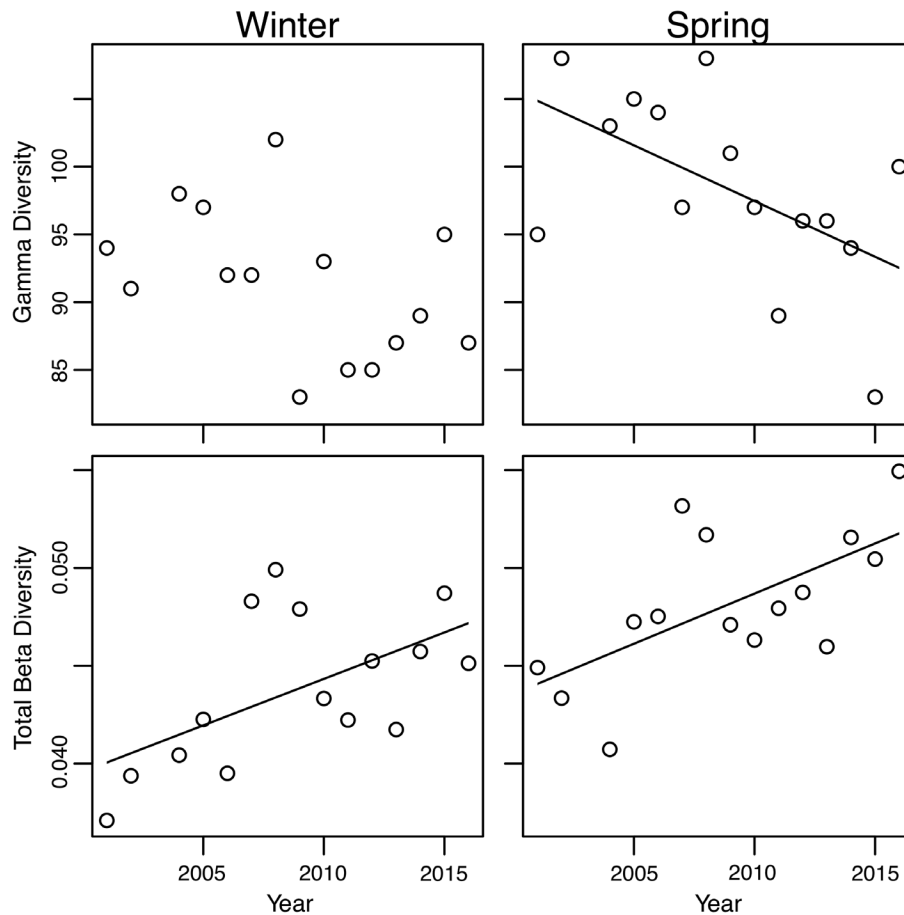 Winter
Spring
Gamma Diversity
100
95
90
85
Total Beta Diversity
0.050
0.040
2005 2010 2015
Year
2005 2010 2015
Year